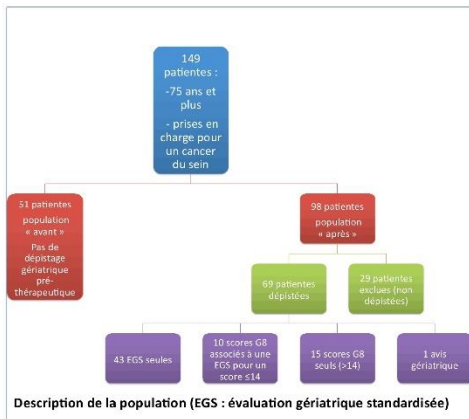 149
patientes :
-75 ans et
plus
- prises en
charge pour
un cancer
du sein
51 patientes
population
« avant »
Pas de
dépistage
gériatrique
pré-
thérapeutique
98 patientes
population
« après »
69 patientes
dépistées
29 patientes
exclues (non
dépistées)
43 EGS seules
10 scores G8
associés à une
EGS pour un
score ≤14
15 scores G8
seuls (>14)
1 avis
gériatrique
Description de la population (EGS : évaluation gériatrique standardisée)